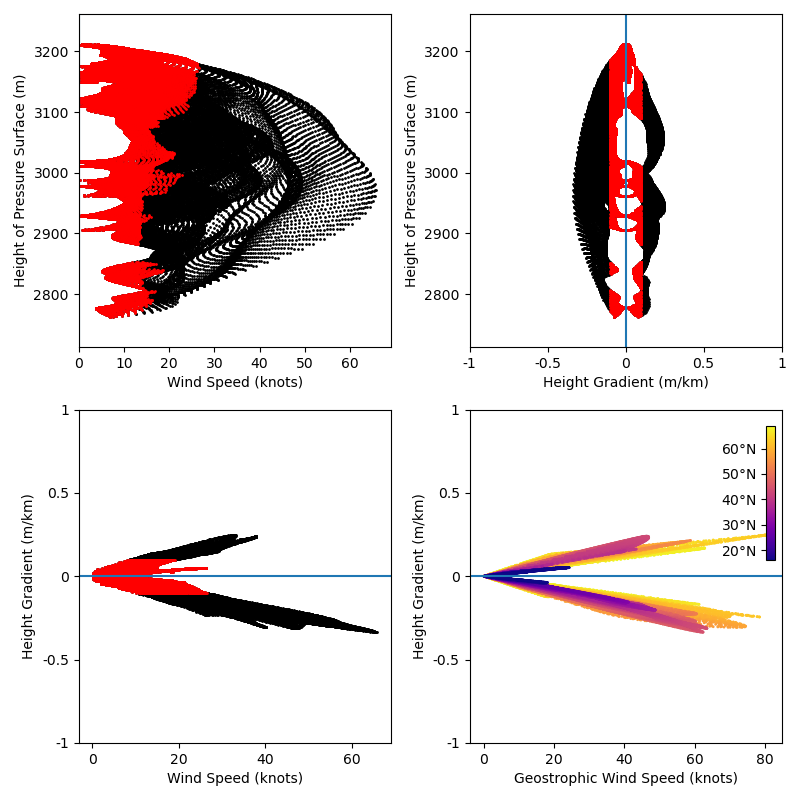 3200
3100
3000
2900
2800
Height of Pressure Surface (m)
0 10 20 30 40 50 60
Wind Speed (knots)
3200
3100
3000
2900
2800
Height of Pressure Surface (m)
-1 -0.5 0 0.5 1
Height Gradient (m/km)
1
0.5
0
-0.5
-1
Height Gradient (m/km)
0 20 40 60
Wind Speed (knots)
1
0.5
0
-0.5
-1
Height Gradient (m/km)
60°N
50°N
40°N
30°N
20°N
0 20 40 60 80
Geostrophic Wind Speed (knots)